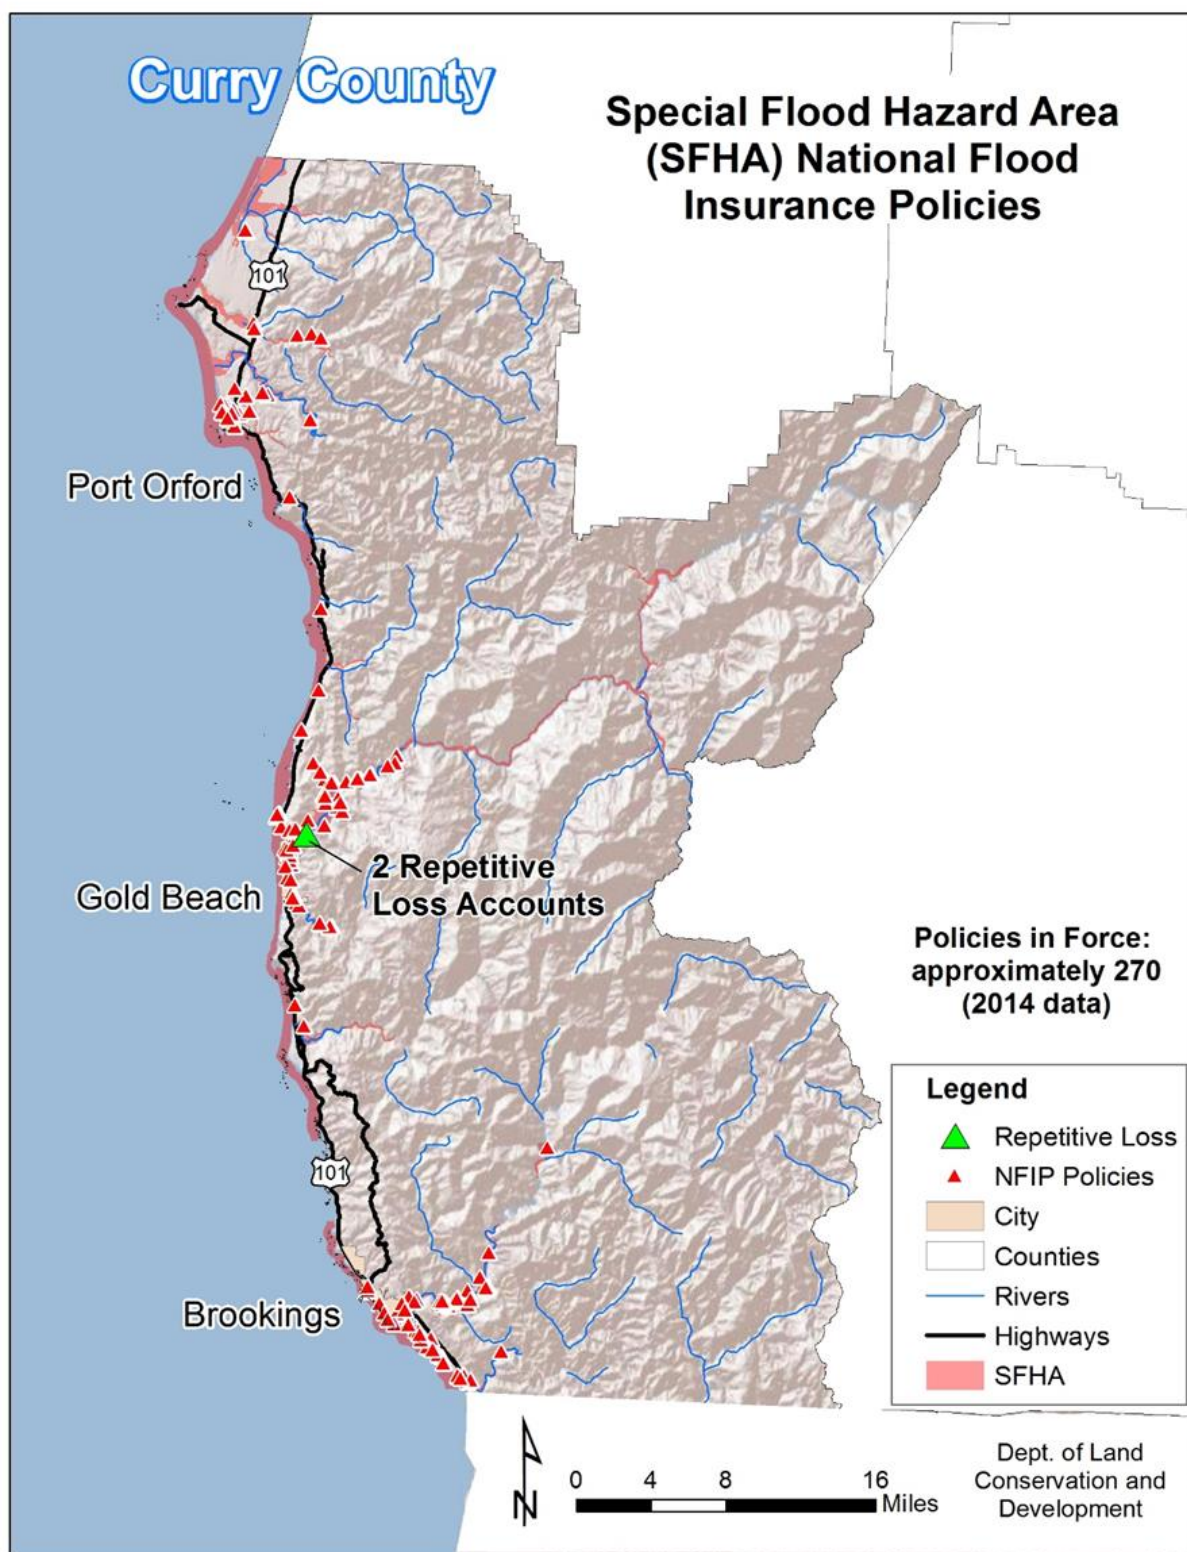 Curry County
Special Flood Hazard Area
(SFHA) National Flood
Insurance Policies
101
Port Orford
2 Repetitive
Loss Accounts
Gold Beach
Policies in Force:
approximately 270
(2014 data)
101
Brookings
Legend
Repetitive Loss
NFIP Policies
City
Counties
Rivers
Highways
SFHA
N
0 4 8 16
Miles
Dept. of Land
Conservation and
Development